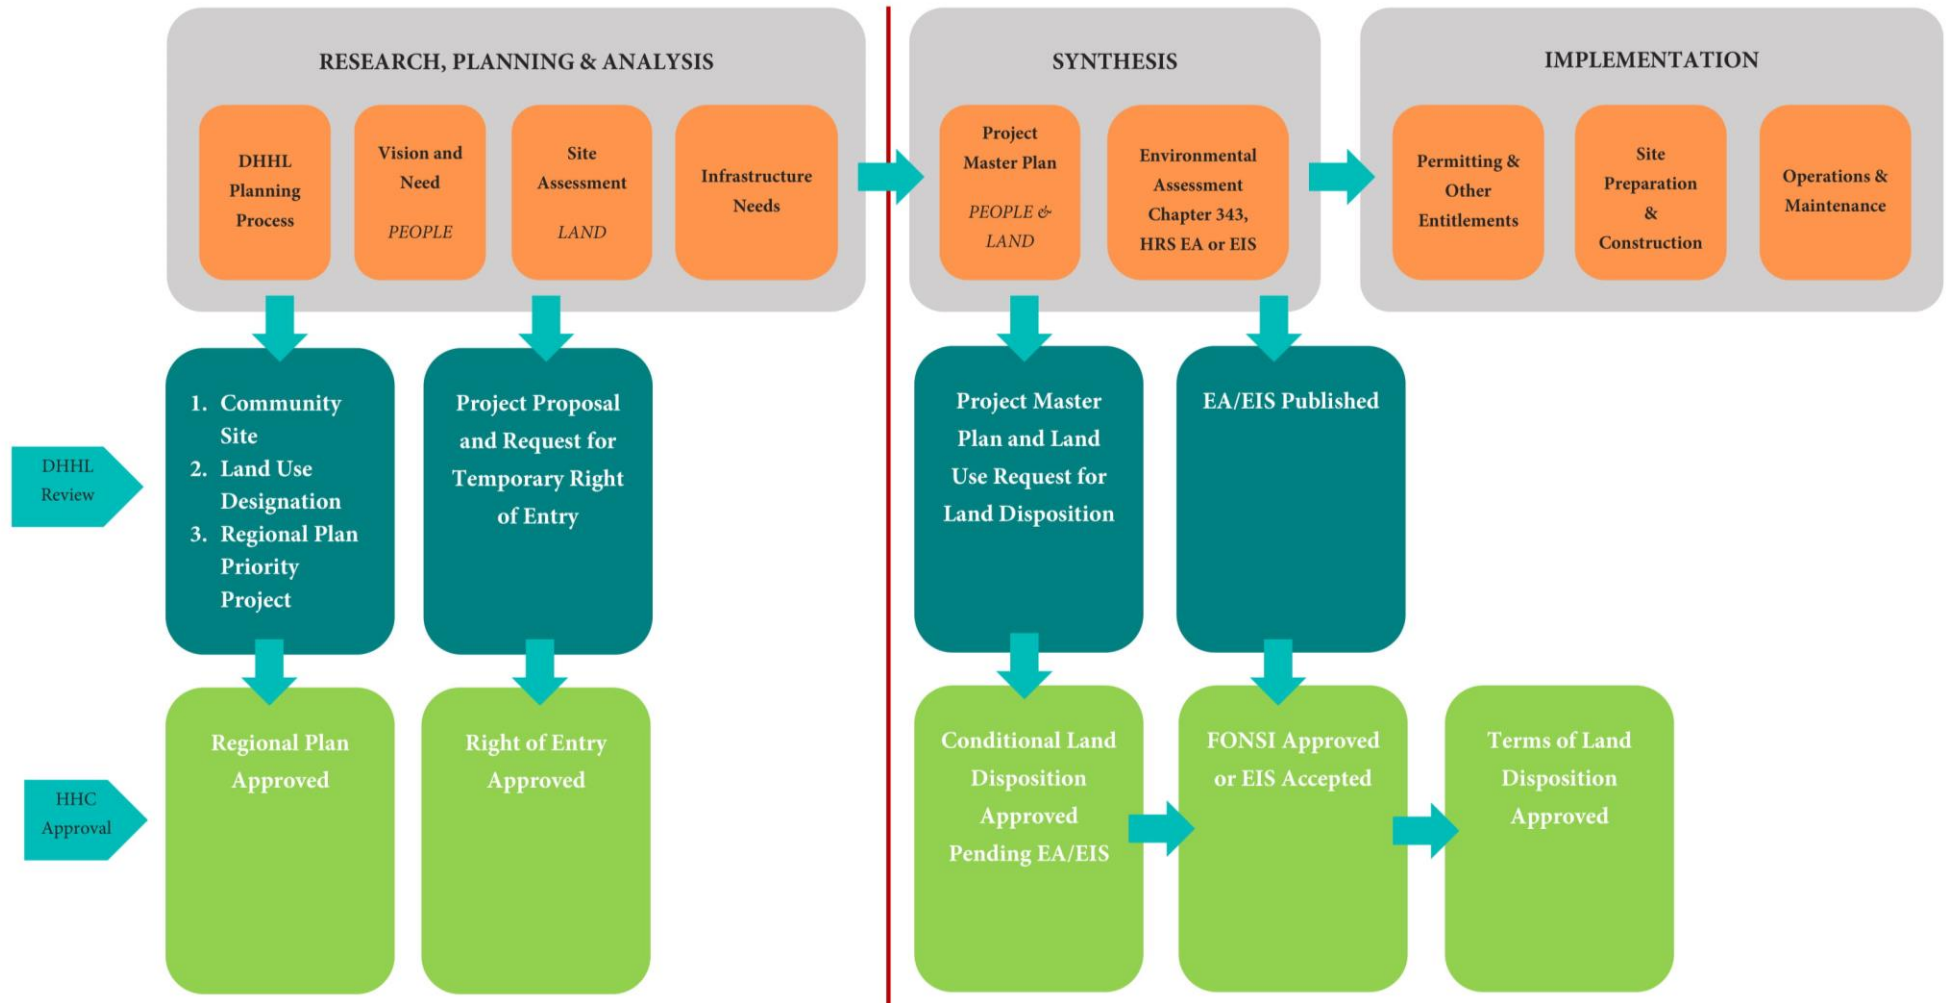 RESEARCH, PLANNING & ANALYSIS
DHHL
Planning
Process
Vision and
Need
PEOPLE
Site
Assessment
LAND
Infrastructure
Needs
SYNTHESIS
Project
Master Plan
PEOPLE &
LAND
Environmental
Assessment
Chapter 343,
HRS EA or EIS
IMPLEMENTATION
Permitting &
Other
Entitlements
Site
Preparation
&
Construction
Operations &
Maintenance
DHHL
Review
1. Community
Site
2. Land Use
Designation
3. Regional Plan
Priority
Project
Project Proposal
and Request for
Temporary Right
of Entry
Project Master
Plan and Land
Use Request for
Land Disposition
EA/EIS Published
HHC
Approval
Regional Plan
Approved
Right of Entry
Approved
Conditional Land
Disposition
Approved
Pending EA/EIS
FONSI Approved
or EIS Accepted
Terms of Land
Disposition
Approved